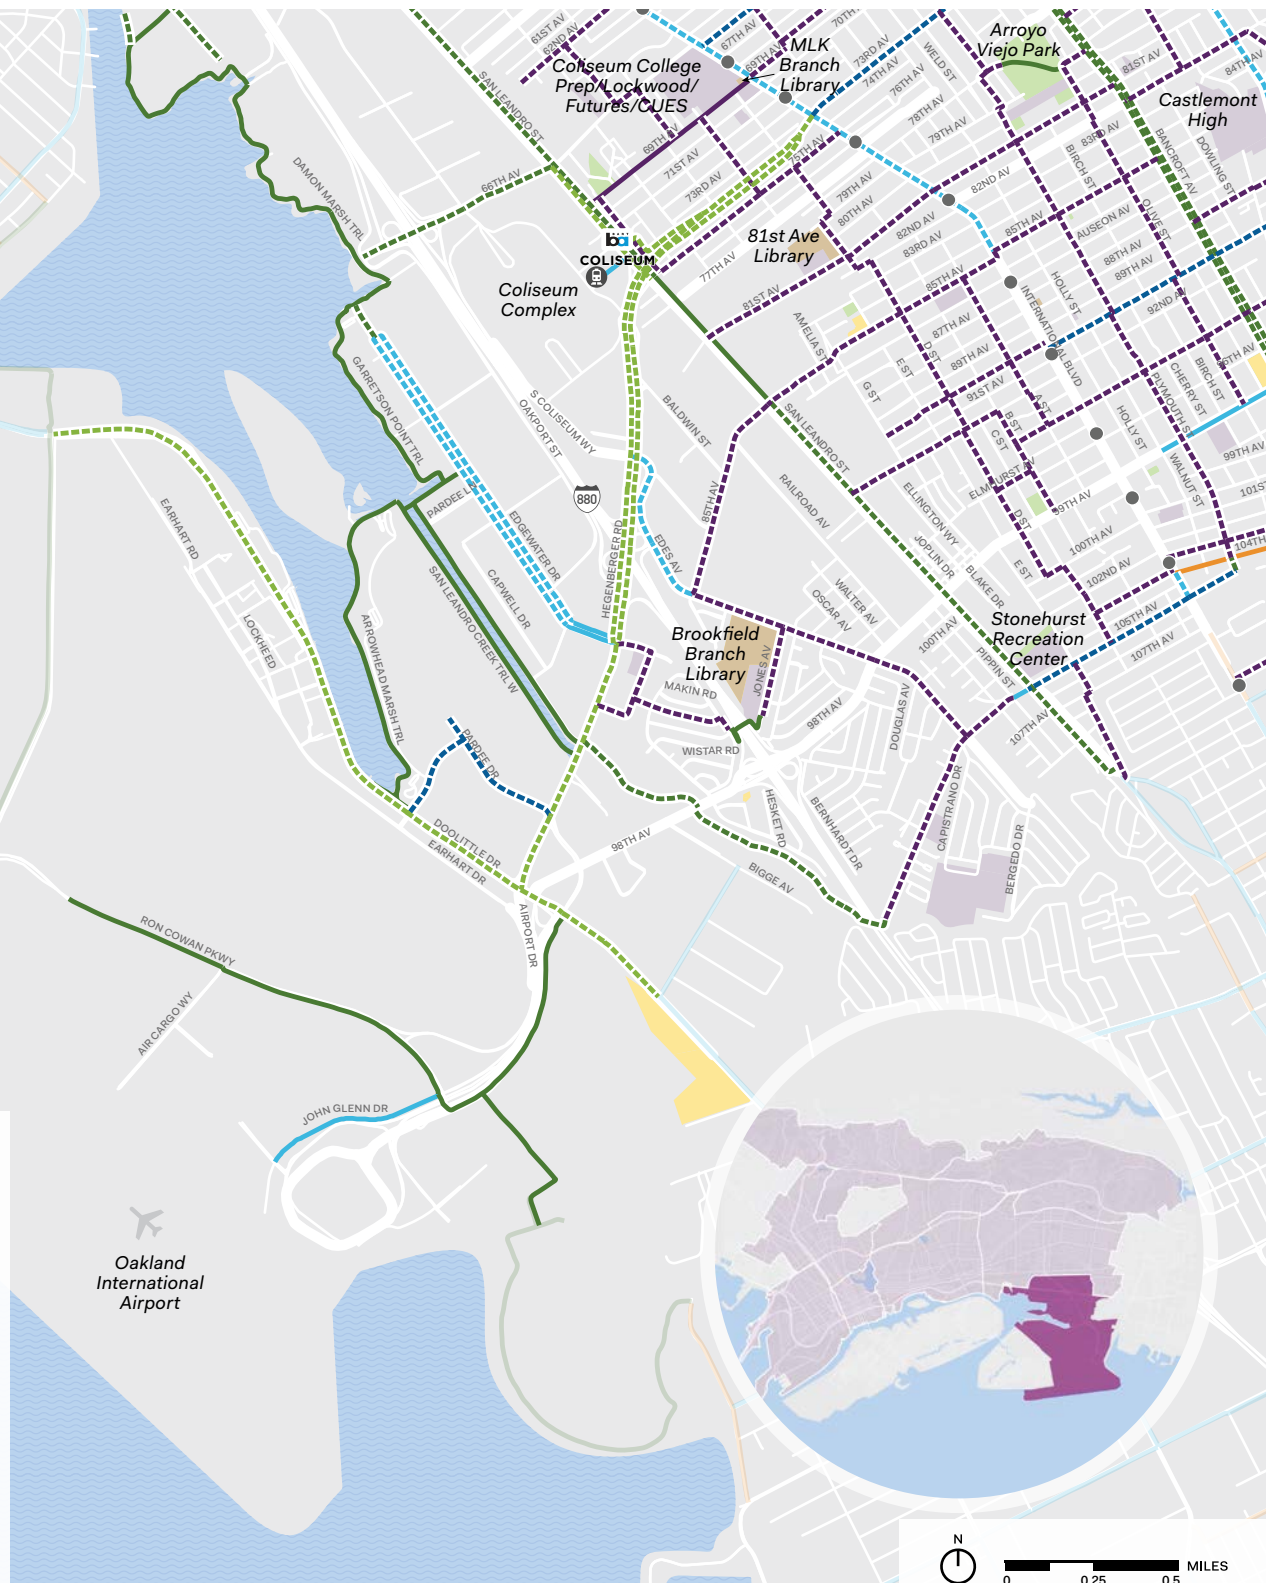 61ST AV
62ND AV
67TH AV
69TH AV
70TH
73RD AV
74TH AV
76TH AV
78TH AV
79TH AV
WELD ST
Arroyo
Viejo Park
81ST AV
84TH AV
MLK
Branch
Library
Coliseum College
Prep/Lockwood/
Futures/CUES
Castlemont
High
SAN LEANDRO ST
69TH AV
71ST AV
73RD AV
75TH AV
83RD AV
BIRCH ST
BANCROFT AV
DOWLING ST
OLIVE ST
DAMON MARSH TRL
66TH AV
79TH AV
80TH AV
82ND AV
82ND AV
83RD AV
85TH AV
AUSEON AV
88TH AV
89TH AV
81st Ave
Library
ba
COLISEUM
Coliseum
Complex
77TH AV
81ST AV
85TH AV
87TH AV
89TH AV
91ST AV
HOLLY ST
INTERNATIONAL BLVD
92ND AV
AMELIA ST
G ST
E ST
D ST
A ST
B ST
C ST
BIRCH ST
CHERRY ST
PLYMOUTH ST
HOLLY ST
WALNUT ST
99TH AV
101ST
GARRETSON POINT TRL
S COLISEUM WY
OAKPORT ST
BALDWIN ST
SAN LEANDRO ST
RAILROAD AV
ELMHURST AV
99TH AV
100TH AV
102ND AV
104TH
105TH AV
107TH AV
D ST
E ST
ELLINGTON WY
JOPLIN DR
BLAKE DR
880
PARDEE LN
EDGEWATER DR
HEGENBERGER RD
EDES AV
85TH AV
EARHART RD
LOCKHEED
SAN LEANDRO CREEK TRL W
CAPWELL DR
WALTER AV
OSCAR AV
100TH AV
Stonehurst
Recreation
Center
PIPPIN ST
107TH AV
Brookfield
Branch
Library
JONES AV
MAKIN RD
98TH AV
DOUGLAS AV
WISTAR RD
ARROWHEAD MARSH TRL
PARDEE DR
HESKET RD
BERNHARDT DR
CAPISTRANO DR
BERGEDO DR
DOOLITTLE DR
EARHART DR
98TH AV
BIGGE AV
AIRPORT DR
RON COWAN PKWY
AIR CARGO WY
JOHN GLENN DR
Oakland
International
Airport
N
0 0.25 0.5 MILES